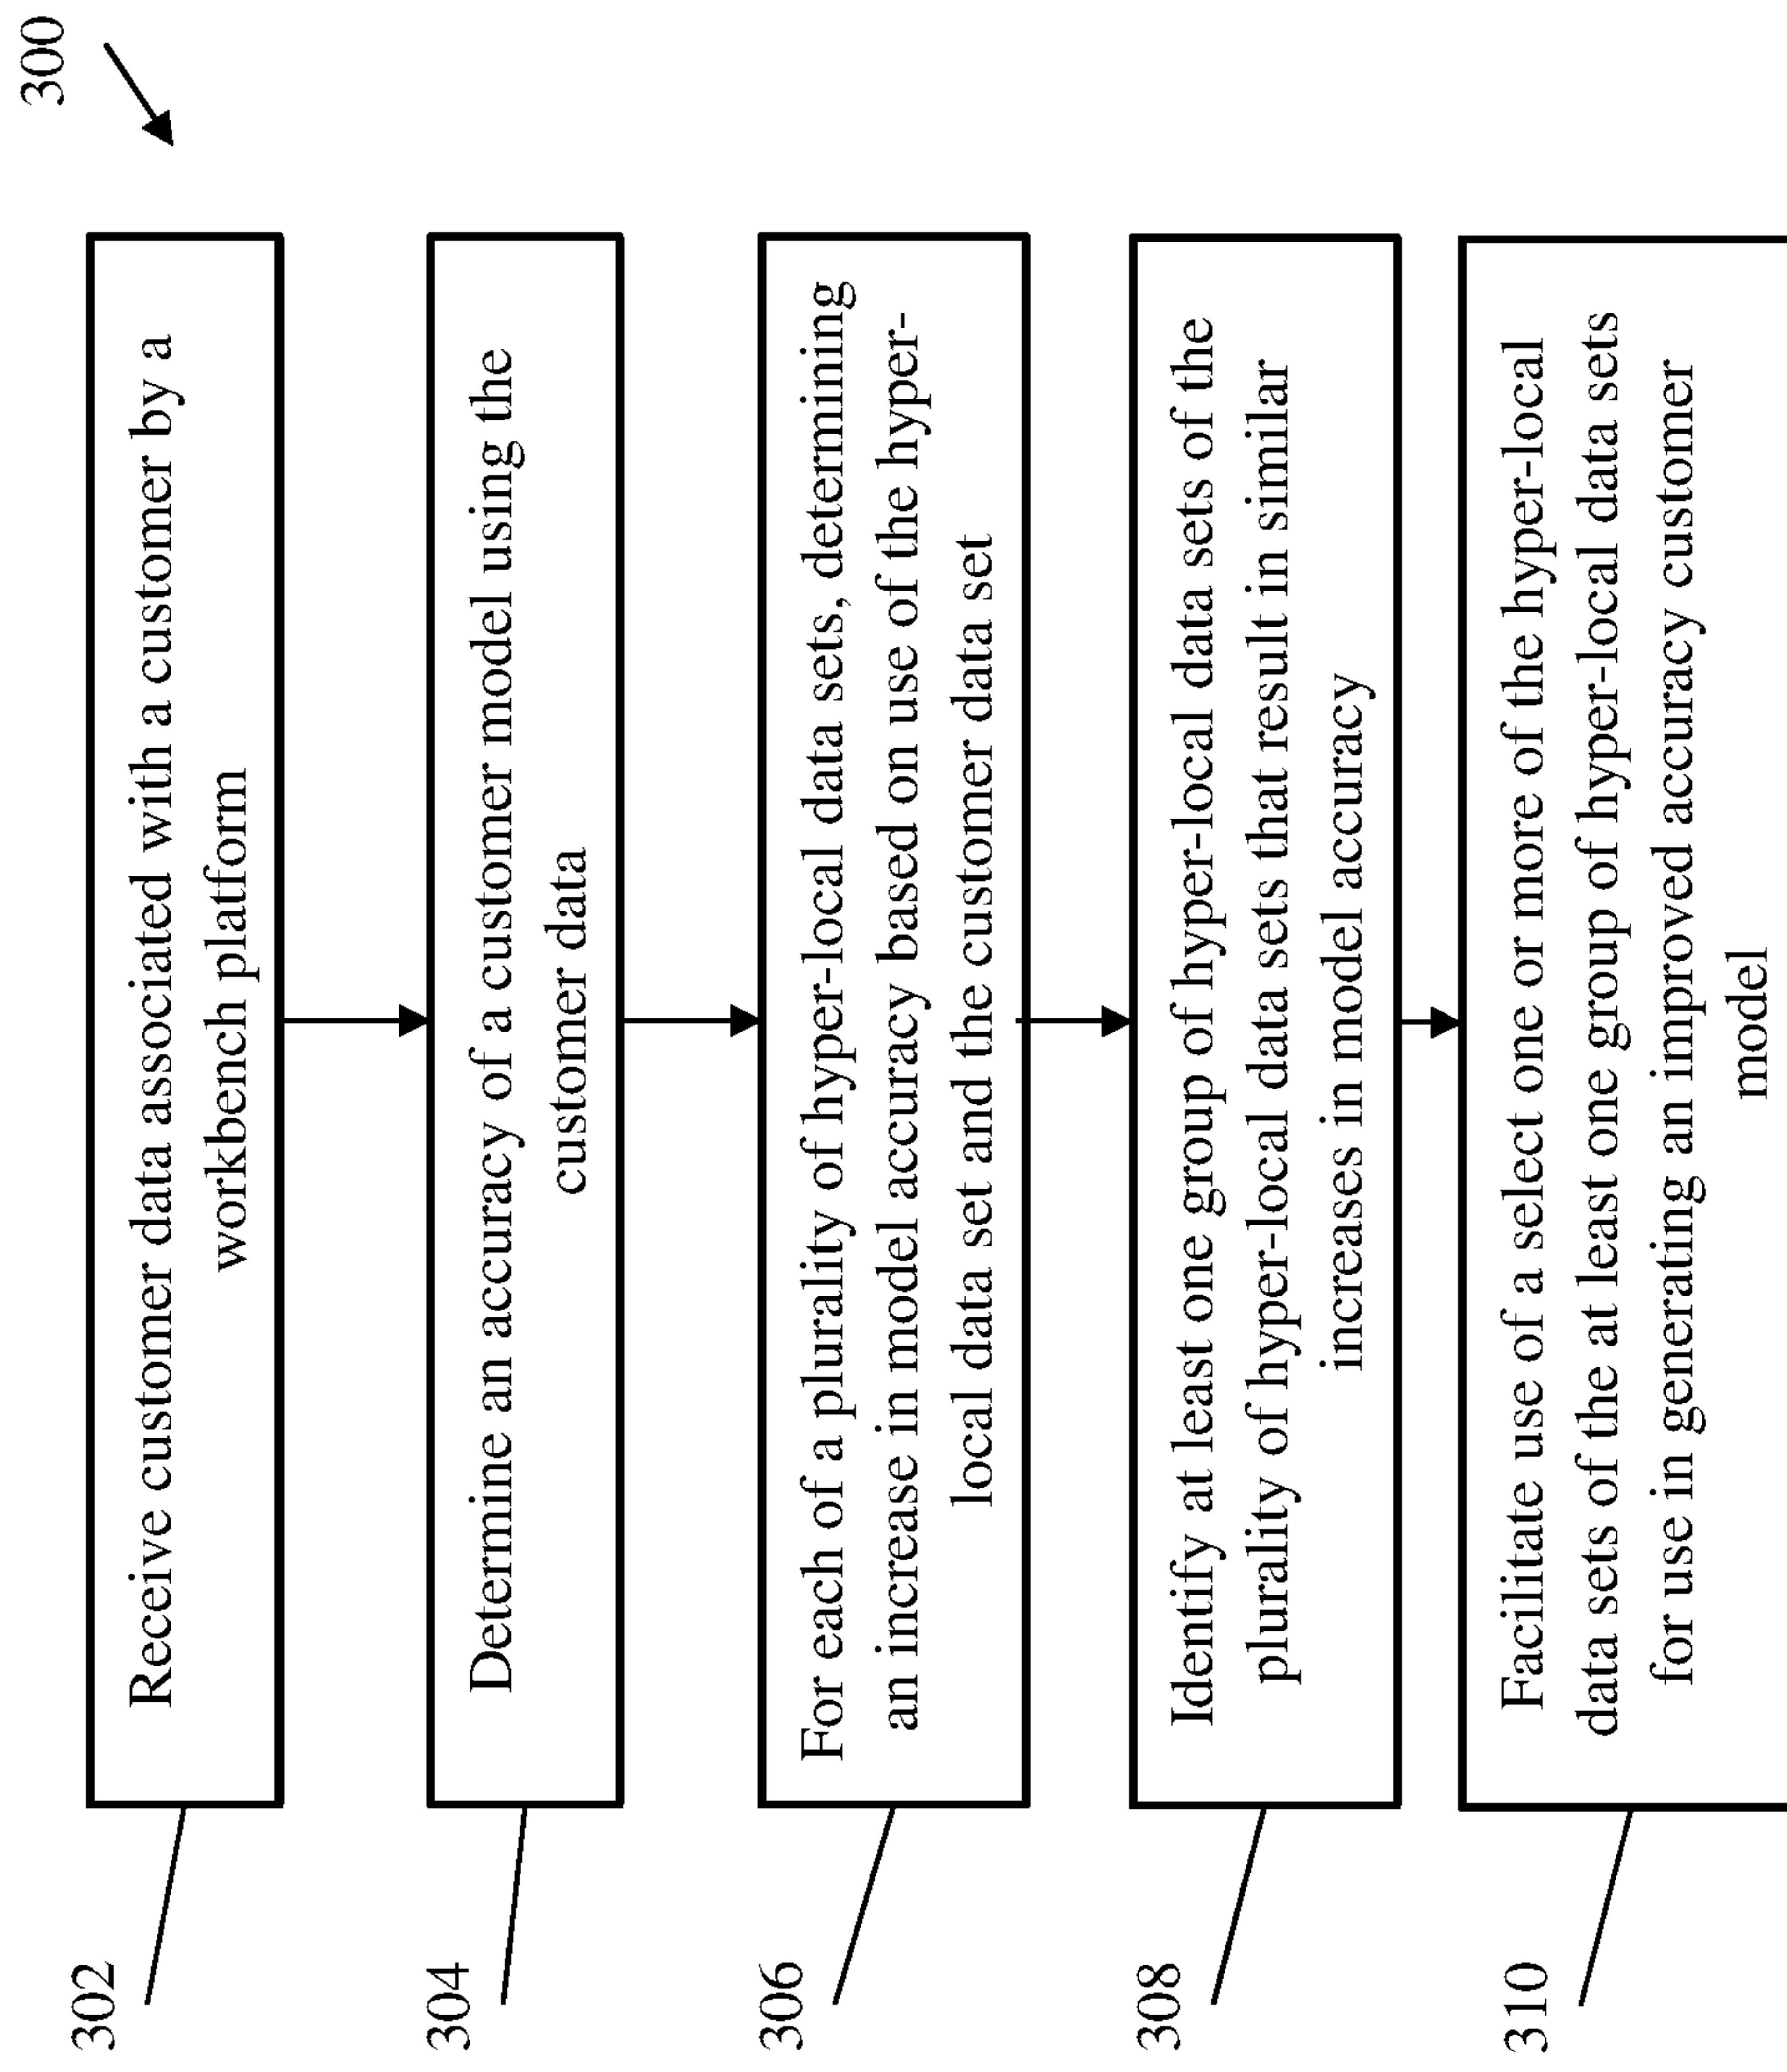 300
302
Receive customer data associated with a customer by a
workbench platform
304
Determine an accuracy of a customer model using the
customer data
306
For each of a plurality of hyper-local data sets, determining
an increase in model accuracy based on use of the hyper-
local data set and the customer data set
308
Identify at least one group of hyper-local data sets of the
plurality of hyper-local data sets that result in similar
increases in model accuracy
310
Facilitate use of a select one or more of the hyper-local
data sets of the at least one group of hyper-local data sets
for use in generating an improved accuracy customer
model